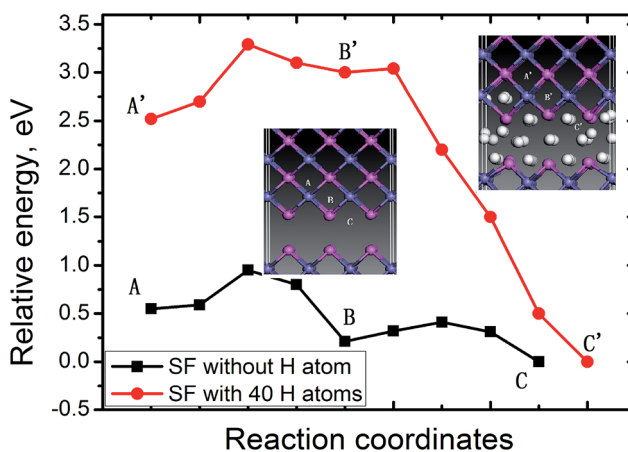 Relative energy, eV
3.5
3.0
2.5
2.0
1.5
1.0
0.5
0.0
-0.5
A'
B'
C'
A
B
C
A
B
C
A'
B'
C'
SF without H atom
SF with 40 H atoms
Reaction coordinates